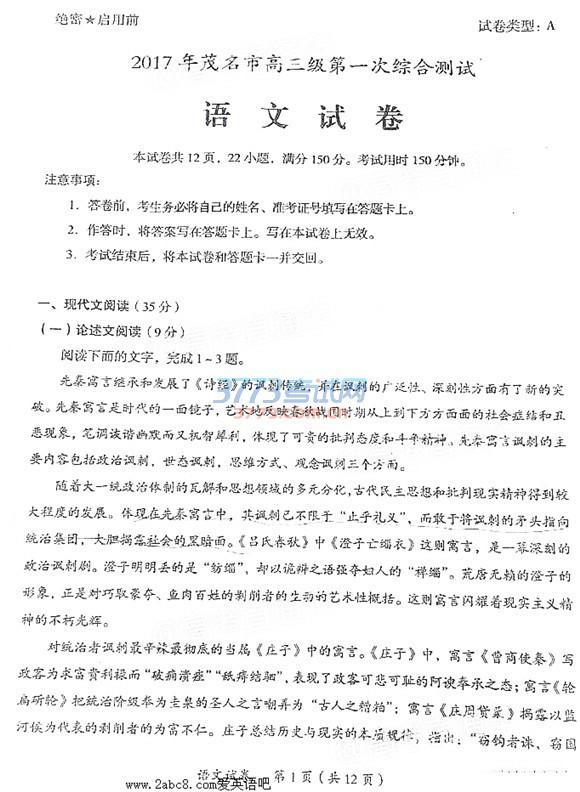 绝密★启用前
试卷类型：A
2017年茂名市高三级第一次综合测试
语 文 试 卷
本试卷共12页，22小题，满分150分。考试用时150分钟。
注意事项：
1．答卷前，考生务必将自己的姓名、准考证号填写在答题卡上。
2．作答时，将答案写在答题卡上。写在本试卷上无效。
3．考试结束后，将本试卷和答题卡一并交回。
一、现代文阅读（35分）
（一）论述文阅读（9分）
阅读下面的文字，完成1～3题。
先秦寓言继承和发展了《诗经》的讽刺传统，并在讽刺的广泛性、深刻性方面有了新的突
破。先秦寓言是时代的一面镜子，艺术地反映春秋战国时期从上到下方方面面的社会症结和丑
恶现象，笔调诙谐幽默而又机智犀利，体现了可贵的批判态度和斗争精神。先秦寓言讽刺的主
要内容包括政治讽刺，世态讽刺，思维方式、观念讽刺三个方面。
随着大一统政治体制的瓦解和思想领域的多元分化，古代民主思想和批判现实精神得到较
大程度的发展。体现在先秦寓言中，其讽刺已不限于“止乎礼义”，而敢于将讽刺的矛头指向
统治集团，大胆揭露社会的黑暗面。《吕氏春秋》中《澄子亡缁衣》这则寓言，是一幕深刻的
政治讽刺剧。澄子明明丢的是“纺缁”，却以诡辩之语强夺妇人的“禅缁”。荒唐无赖的澄子的
形象，正是对巧取豪夺、鱼肉百姓的剥削者的生动的艺术性概括。这则寓言闪耀着现实主义精
神的不朽光辉。
对统治者讽刺最辛辣最彻底的当属《庄子》中的寓言。《庄子》中，寓言《曹商使秦》写
政客为求富贵利禄而“破痈溃痤”“舐痔结驷”，表现了政客可悲可耻的阿谀奉承之态；寓言《轮
扁斫轮》把统治阶级奉为圭臬的圣人之言嘲弄为“古人之糟粕”；寓言《庄周贷粟》揭露以监
河侯为代表的剥削者的为富不仁。庄子总结历史与现实的本质规律，指出：“窃钩者诛，窃国
语文试卷 第1页（共12页）
www.2abc8.com爱英语吧
3773考试网